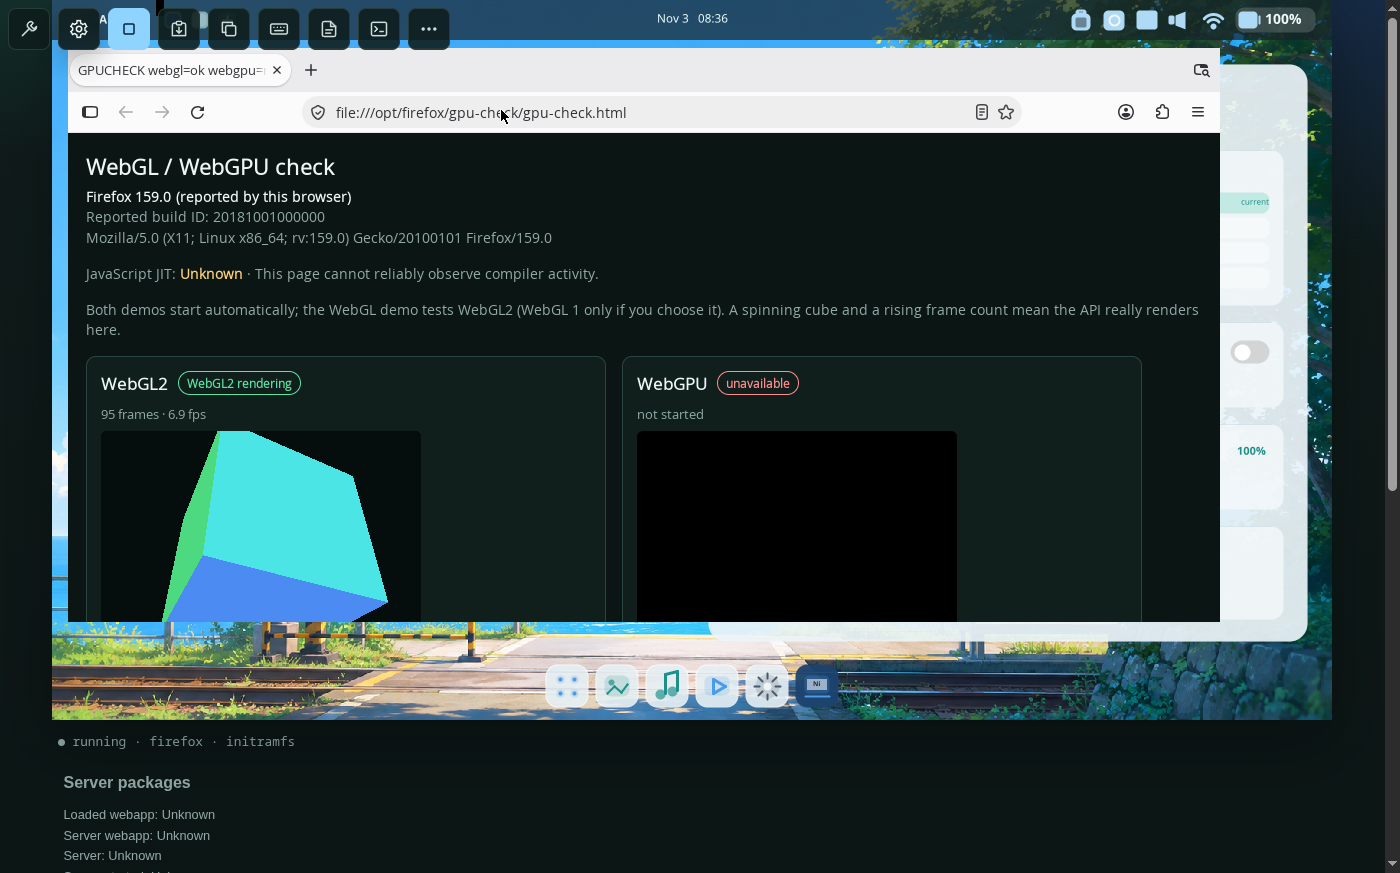 Nov 3 08:36
100%
GPUCHECK webgl=ok webgpu=
file:///opt/firefox/gpu-check/gpu-check.html
WebGL / WebGPU check
Firefox 159.0 (reported by this browser)
Reported build ID: 20181001000000
Mozilla/5.0 (X11; Linux x86_64; rv:159.0) Gecko/20100101 Firefox/159.0
JavaScript JIT: Unknown · This page cannot reliably observe compiler activity.
Both demos start automatically; the WebGL demo tests WebGL2 (WebGL 1 only if you choose it). A spinning cube and a rising frame count mean the API really renders
here.
WebGL2 WebGL2 rendering
95 frames · 6.9 fps
WebGPU unavailable
not started
current
100%
Ni
● running · firefox · initramfs
Server packages
Loaded webapp: Unknown
Server webapp: Unknown
Server: Unknown